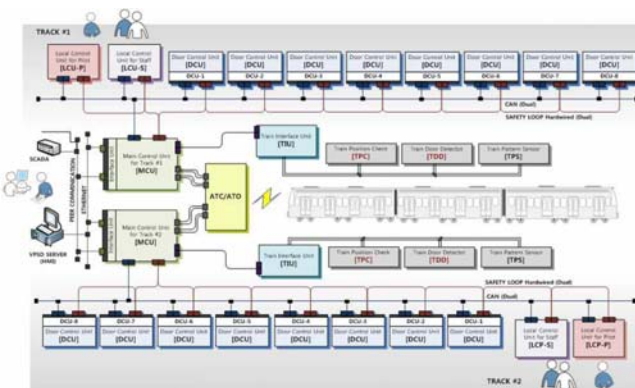 TRACK #1
Local Control
Unit for Pilot
[LCU-P]
Local Control
Unit for Staff
[LCU-S]
Door Control Unit
[DCU]
DCU-1
Door Control Unit
[DCU]
DCU-2
Door Control Unit
[DCU]
DCU-3
Door Control Unit
[DCU]
DCU-4
Door Control Unit
[DCU]
DCU-5
Door Control Unit
[DCU]
DCU-6
Door Control Unit
[DCU]
DCU-7
Door Control Unit
[DCU]
DCU-8
CAN (Dual)
SAFETY LOOP Hardwired (Dual)
SCADA
PEER COMMUNICATION
ETHERNET
Interface Unit
Main Control Unit
for Track #1
[MCU]
Train Interface Unit
[TIU]
Train Position Check
[TPC]
Train Door Detector
[TDD]
Train Pattern Sensor
[TPS]
ATC/ATO
VPSD SERVER
(HMI)
Interface Unit
Main Control Unit
for Track #2
[MCU]
Train Interface Unit
[TIU]
Train Position Check
[TPC]
Train Door Detector
[TDD]
Train Pattern Sensor
[TPS]
SAFETY LOOP Hardwired (Dual)
CAN (Dual)
DCU-8
Door Control Unit
[DCU]
DCU-7
Door Control Unit
[DCU]
DCU-6
Door Control Unit
[DCU]
DCU-5
Door Control Unit
[DCU]
DCU-4
Door Control Unit
[DCU]
DCU-3
Door Control Unit
[DCU]
DCU-2
Door Control Unit
[DCU]
DCU-1
Door Control Unit
[DCU]
Local Control
Unit for Staff
[LCP-S]
Local Control
Unit for Pilot
[LCP-P]
TRACK #2